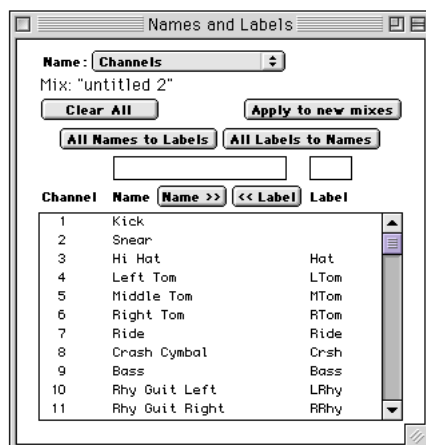 Names and Labels
Name: Channels
Mix: "untitled 2"
Clear All Apply to new mixes
All Names to Labels All Labels to Names
Channel Name Name >> << Label Label
1 Kick
2 Snear
3 Hi Hat Hat
4 Left Tom LTom
5 Middle Tom MTom
6 Right Tom RTom
7 Ride Ride
8 Crash Cymbal Crsh
9 Bass Bass
10 Rhy Guit Left LRhy
11 Rhy Guit Right RRhy